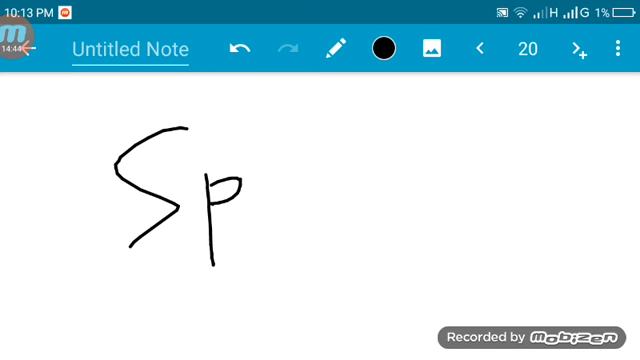 10:13 PM H G 1%
m 14:44 Untitled Note 20
Sp
Recorded by mobizen